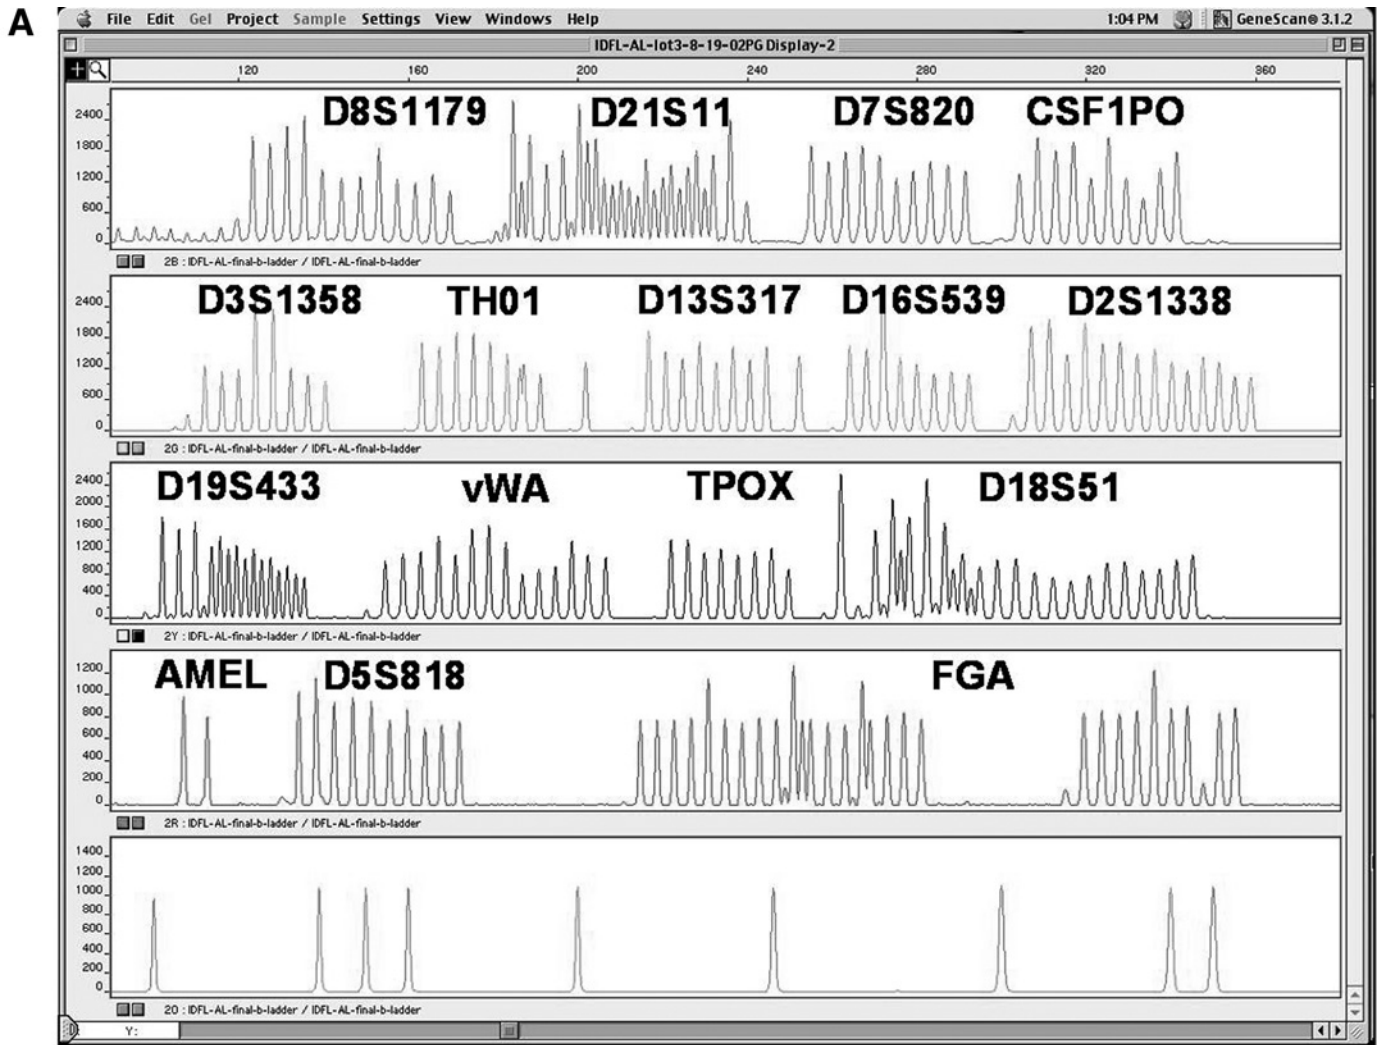 A
File Edit Gel Project Sample Settings View Windows Help 1:04 PM GeneScan® 3.1.2
IDFL-AL-lot3-8-19-02PG Display-2
120 160 200 240 280 320 360
D8S1179 D21S11 D7S820 CSF1PO
2400
1800
1200
600
0
2B : IDFL-AL-final-b-ladder / IDFL-AL-final-b-ladder
D3S1358 TH01 D13S317 D16S539 D2S1338
2400
1800
1200
600
0
2G : IDFL-AL-final-b-ladder / IDFL-AL-final-b-ladder
D19S433 vWA TPOX D18S51
2400
2000
1600
1200
800
400
0
2Y : IDFL-AL-final-b-ladder / IDFL-AL-final-b-ladder
AMEL D5S818 FGA
1200
1000
800
600
400
200
0
2R : IDFL-AL-final-b-ladder / IDFL-AL-final-b-ladder
1400
1200
1000
800
600
400
200
0
2O : IDFL-AL-final-b-ladder / IDFL-AL-final-b-ladder
Y: